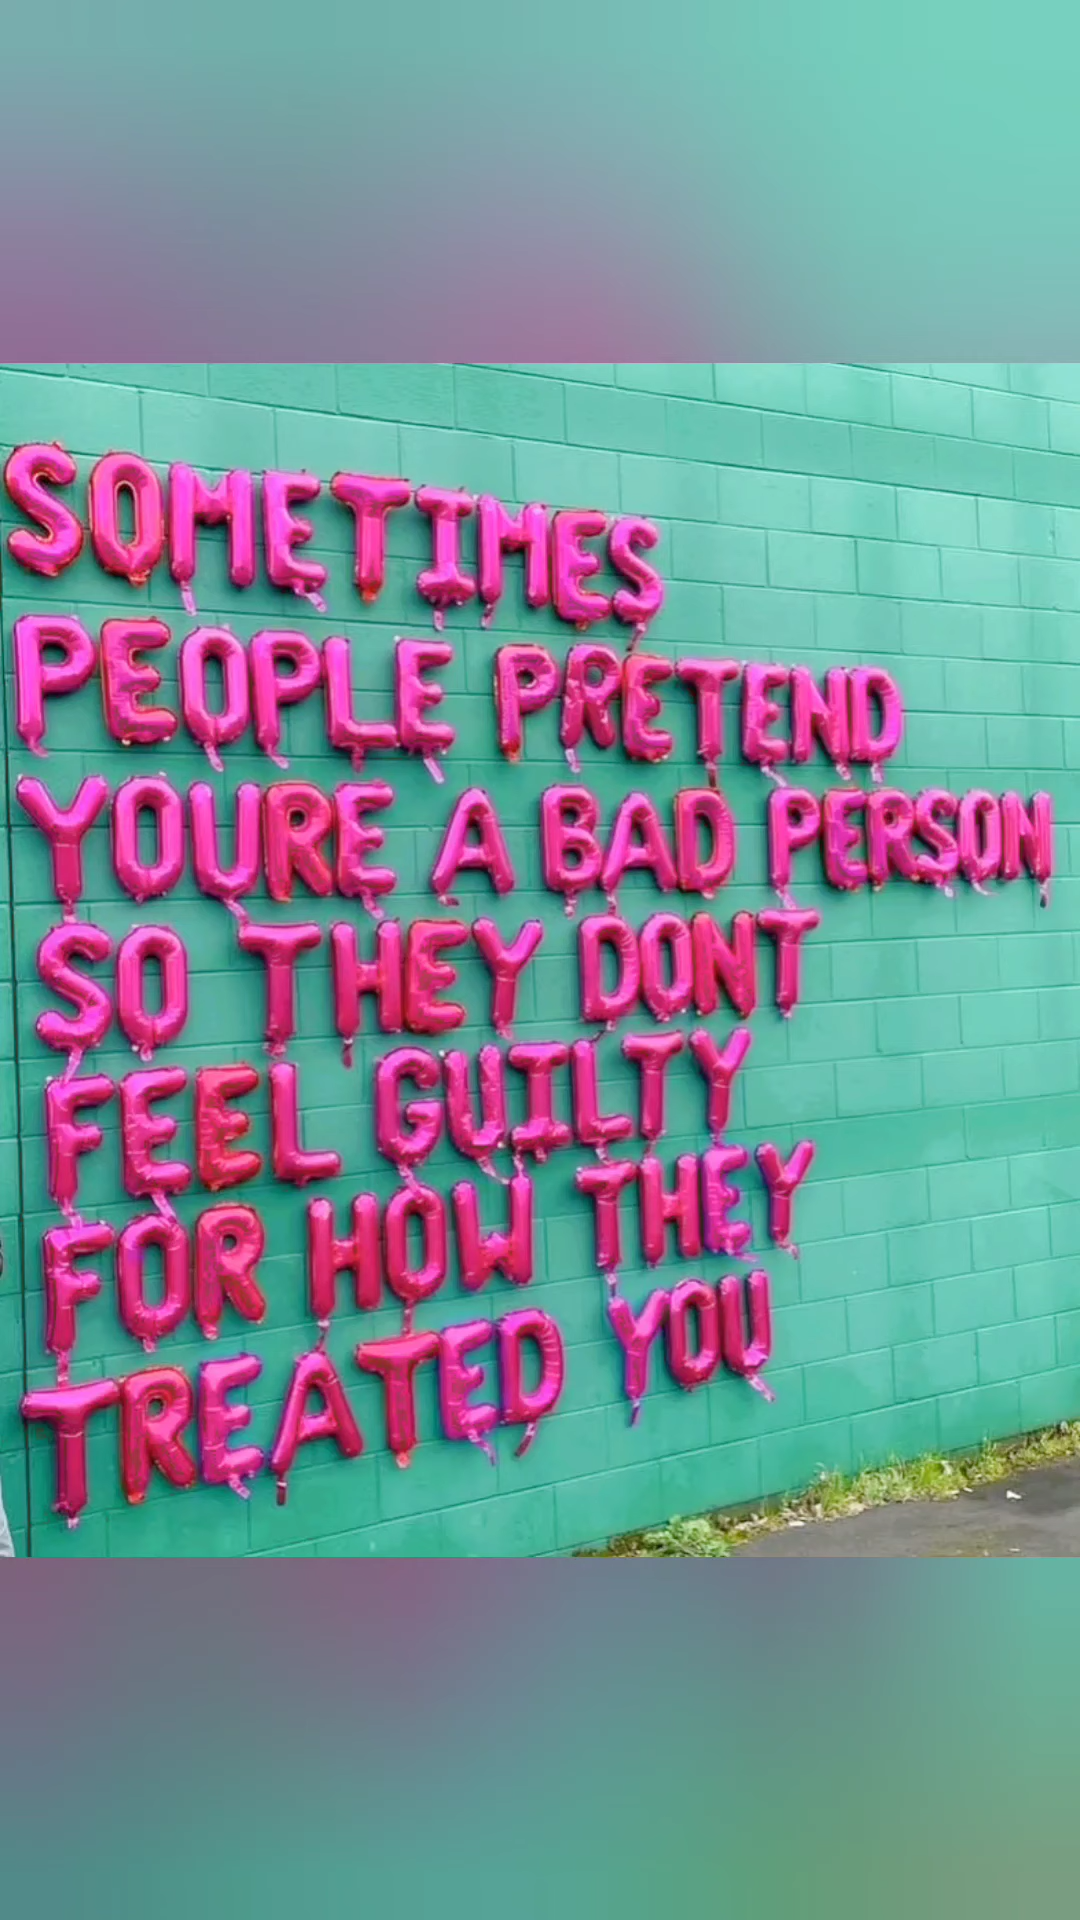 SOMETIMES
PEOPLE PRETEND
YOURE A BAD PERSON
SO THEY DONT
FEEL GUILTY
FOR HOW THEY
TREATED YOU